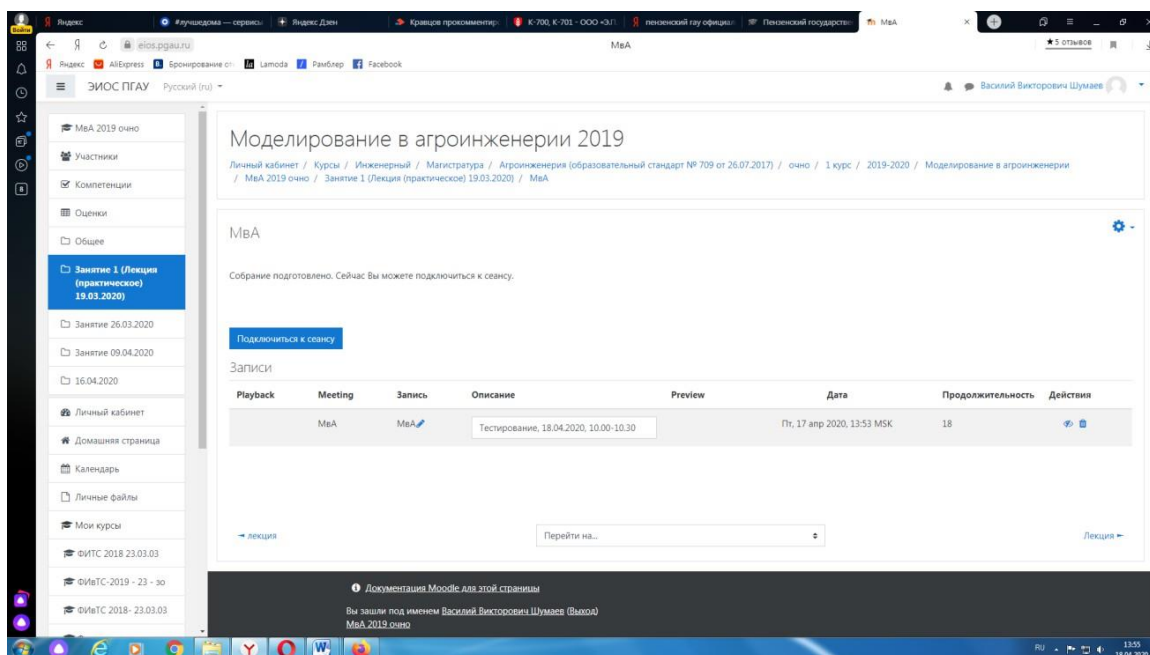 Яндекс
#лучшедома — сервисы
Яндекс.Дзен
Кравцов прокомментиро
К-700, К-701 - ООО «З.П.
пензенский гау официал
Пензенский государстве
МвА
Войти
eios.pgau.ru
МвА
★ 5 отзывов
Яндекс AliExpress Бронирование от Lamoda Рамблер Facebook
ЭИОС ПГАУ Русский (ru)
Василий Викторович Шумаев
МвА 2019 очно
Участники
Компетенции
Оценки
Общее
Занятие 1 (Лекция
(практическое)
19.03.2020)
Занятие 26.03.2020
Занятие 09.04.2020
16.04.2020
Личный кабинет
Домашняя страница
Календарь
Личные файлы
Мои курсы
ФИТС 2018 23.03.03
ФИвТС-2019 - 23 - зо
ФИвТС 2018- 23.03.03
Моделирование в агроинженерии 2019
Личный кабинет / Курсы / Инженерный / Магистратура / Агроинженерия (образовательный стандарт № 709 от 26.07.2017) / очно / 1 курс / 2019-2020 / Моделирование в агроинженерии
/ МвА 2019 очно / Занятие 1 (Лекция (практическое) 19.03.2020) / МвА
МвА
Собрание подготовлено. Сейчас Вы можете подключиться к сеансу.
Подключиться к сеансу
Записи
Playback Meeting Запись Описание Preview Дата Продолжительность Действия
МвА МвА Тестирование, 18.04.2020, 10.00-10.30 Пт, 17 апр 2020, 13:53 MSK 18
◄ лекция
Перейти на...
Лекция ►
Документация Moodle для этой страницы
Вы зашли под именем Василий Викторович Шумаев (Выход)
МвА 2019 очно
RU
13:55
18.04.2020